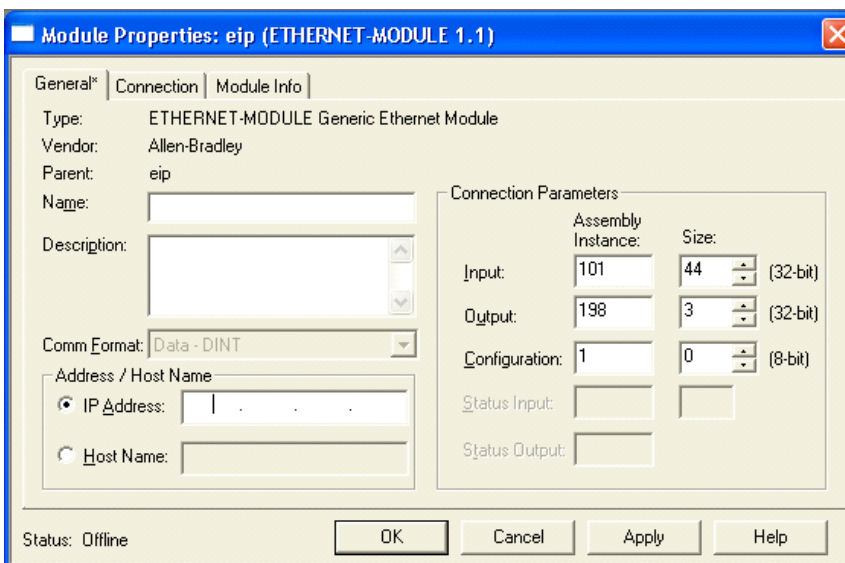 Module Properties: eip (ETHERNET-MODULE 1.1)
General* Connection Module Info
Type: ETHERNET-MODULE Generic Ethernet Module
Vendor: Allen-Bradley
Parent: eip
Name:
Description:
Comm Format: Data - DINT
Address / Host Name
IP Address: . . .
Host Name:
Connection Parameters
Assembly Instance: Size:
Input: 101 44 (32-bit)
Output: 198 3 (32-bit)
Configuration: 1 0 (8-bit)
Status Input:
Status Output:
Status: Offline
OK Cancel Apply Help